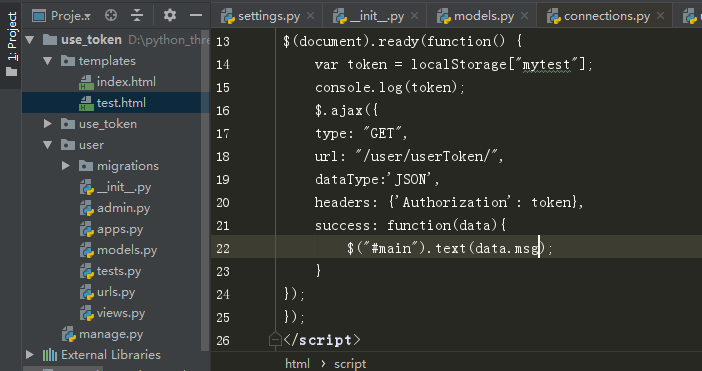 1: Project
Proje..
use_token D:\python_thre
templates
index.html
test.html
use_token
user
migrations
__init__.py
admin.py
apps.py
models.py
tests.py
urls.py
views.py
manage.py
External Libraries
settings.py
__init__.py
models.py
connections.py
13 $(document).ready(function() {
14 var token = localStorage["mytest"];
15 console.log(token);
16 $.ajax({
17 type: "GET",
18 url: "/user/userToken/",
19 dataType:'JSON',
20 headers: {'Authorization': token},
21 success: function(data){
22 $("#main").text(data.msg);
23 }
24 });
25 });
26 </script>
html › script